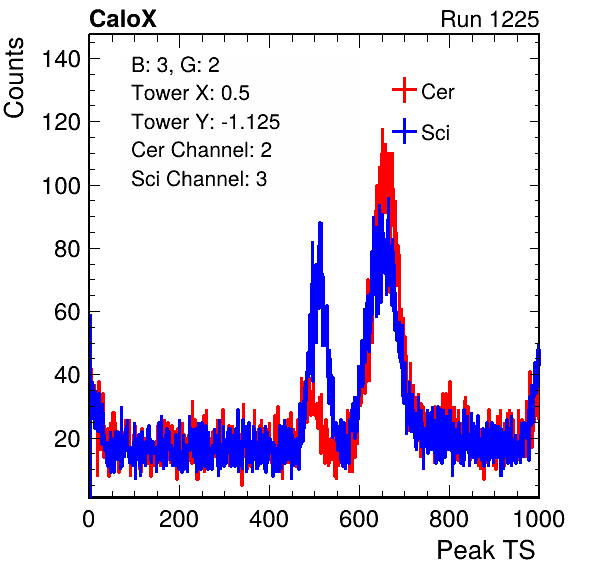 CaloX Run 1225
Counts
B: 3, G: 2
Tower X: 0.5
Tower Y: -1.125
Cer Channel: 2
Sci Channel: 3
Cer
Sci
140
120
100
80
60
40
20
0 200 400 600 800 1000
Peak TS